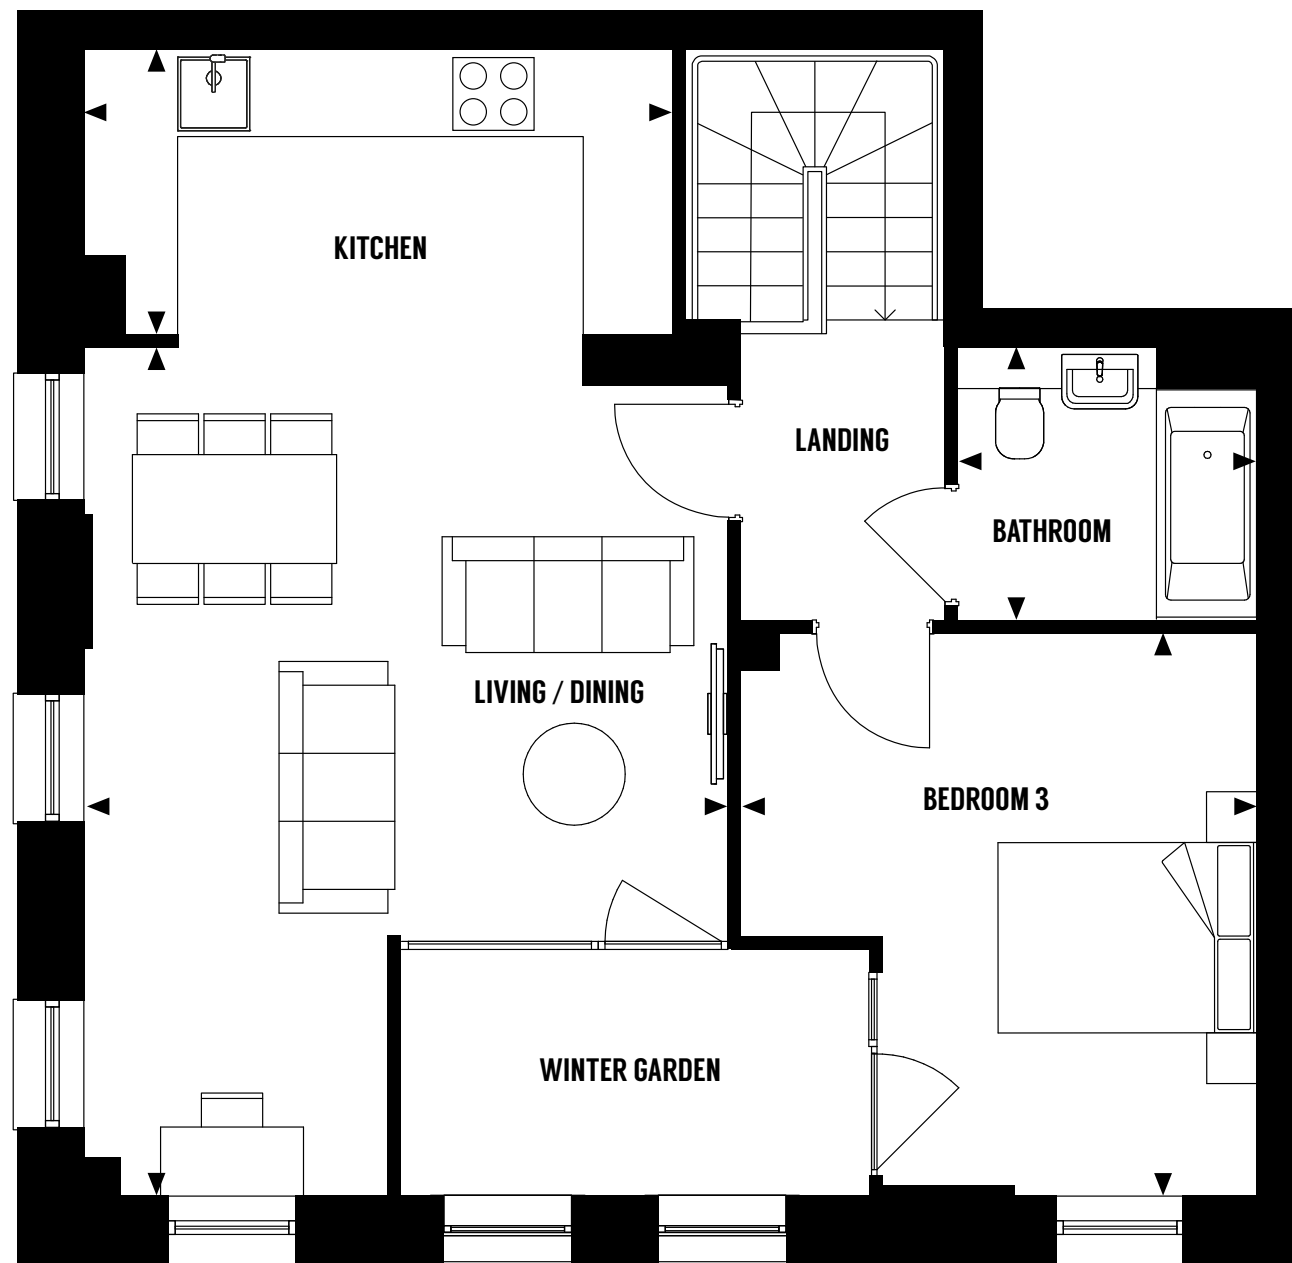 KITCHEN
LANDING
BATHROOM
LIVING / DINING
BEDROOM 3
WINTER GARDEN